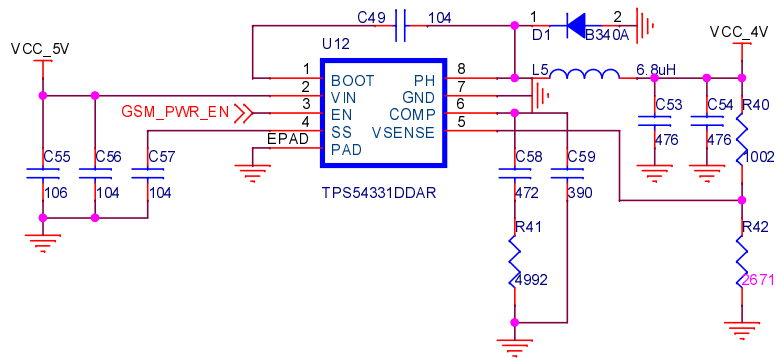 C49 104
1 2
D1 B340A
VCC_5V
U12
VCC_4V
L5 6.8uH
1 BOOT PH 8
2 VIN GND 7
GSM_PWR_EN 3 EN COMP 6
4 SS VSENSE 5
EPAD PAD
C53 C54 R40
476 476 1002
C55 C56 C57
106 104 104
C58 C59
472 390
TPS54331DDAR
R41 R42
4992 2671